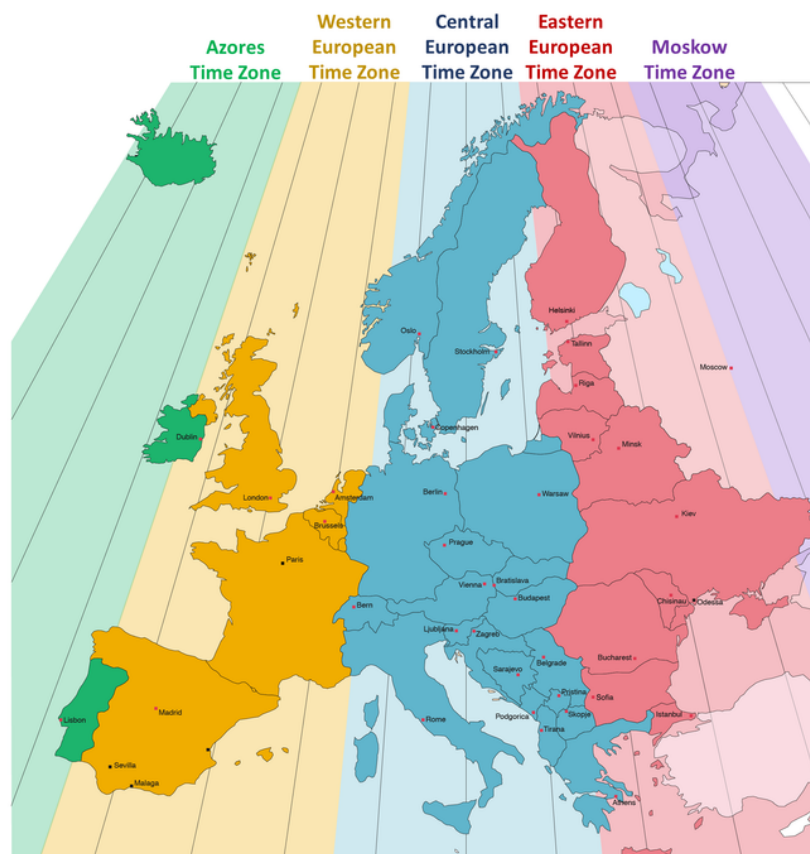 Azores
Time Zone
Western
European
Time Zone
Central
European
Time Zone
Eastern
European
Time Zone
Moskow
Time Zone
Helsinki
Oslo
Tallinn
Stockholm
Moscow
Riga
Copenhagen
Vilnius
Dublin
Minsk
Berlin
Warsaw
London
Amsterdam
Kiev
Brussels
Prague
Paris
Vienna
Bratislava
Budapest
Chisinau
Odessa
Bern
Ljubljana
Zagreb
Bucharest
Belgrade
Sarajevo
Pristina
Sofia
Madrid
Lisbon
Podgorica
Skopje
Istanbul
Rome
Tirana
Sevilla
Malaga
Athens